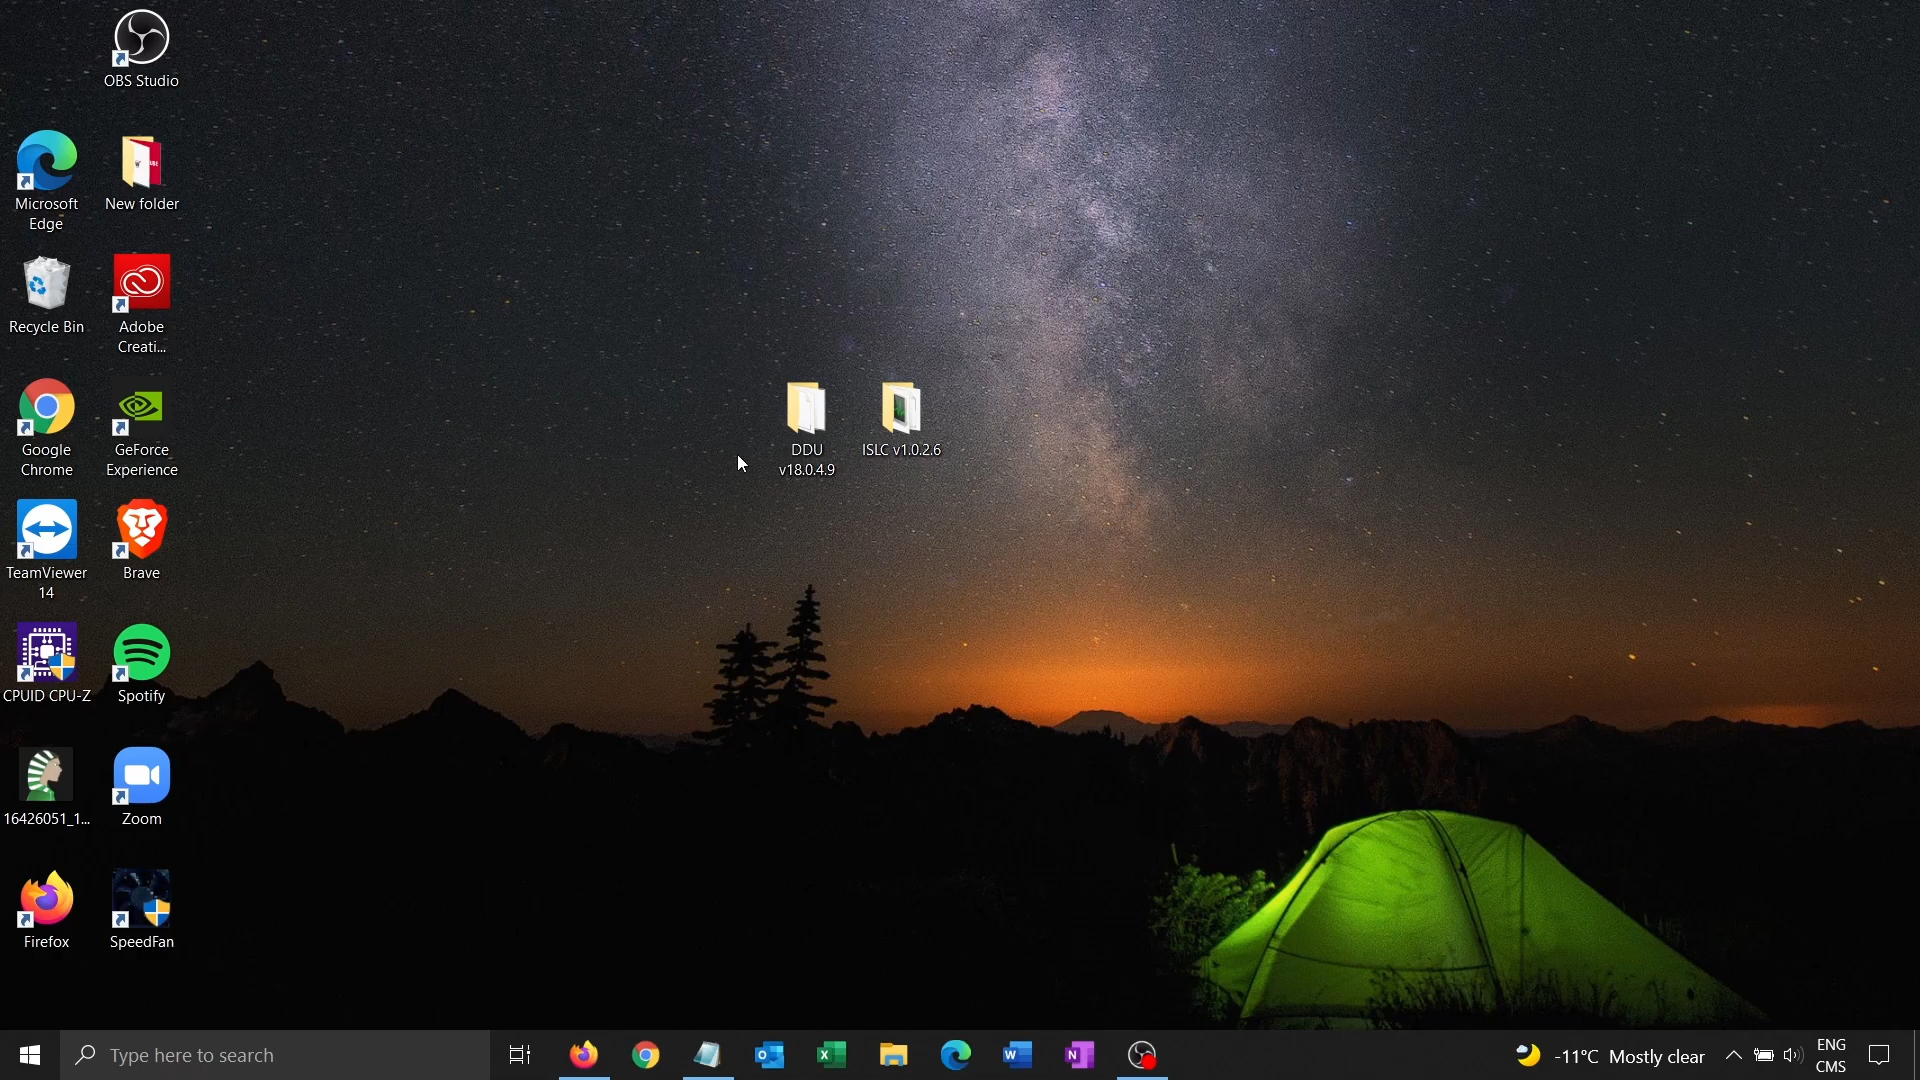 OBS Studio
Microsoft
Edge
New folder
Recycle Bin
Adobe
Creati...
Google
Chrome
GeForce
Experience
DDU
v18.0.4.9
ISLC v1.0.2.6
TeamViewer
14
Brave
CPUID CPU-Z
Spotify
16426051_1...
Zoom
Firefox
SpeedFan
Type here to search
-11°C Mostly clear
ENG
CMS